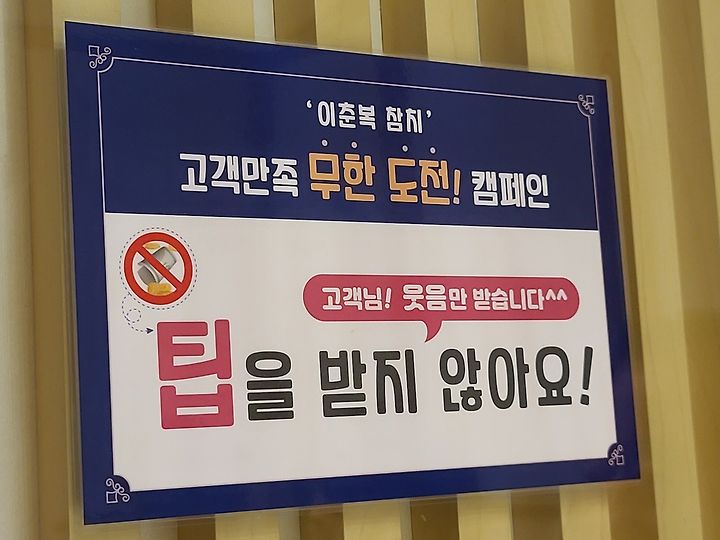 ‘이춘복 참치’
고객만족 무한 도전! 캠페인
고객님! 웃음만 받습니다^^
팁을 받지 않아요!